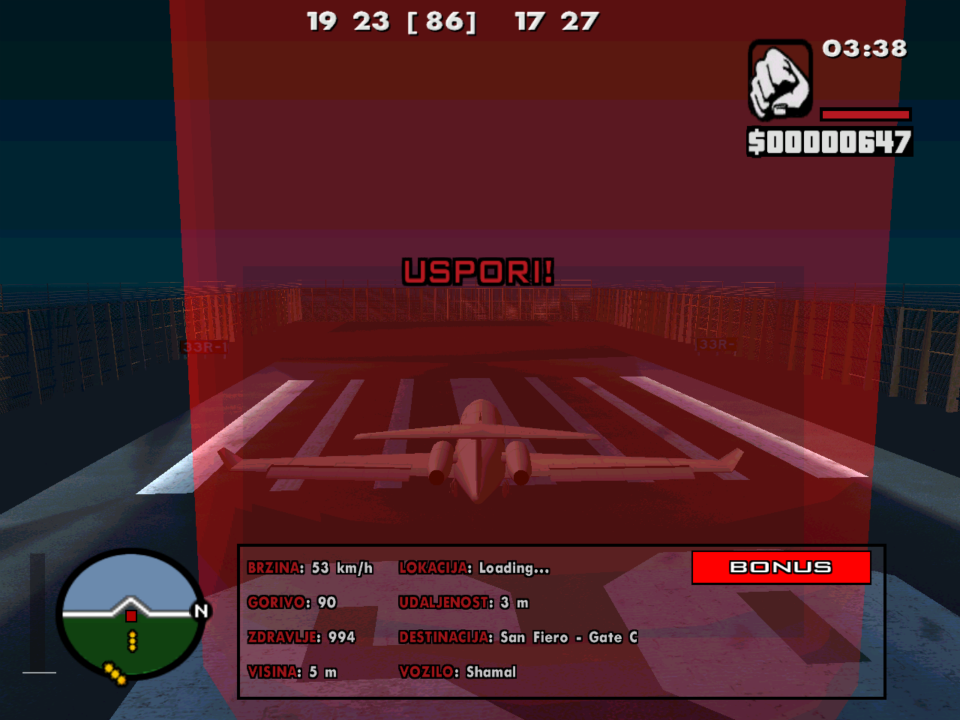 19 23 [ 86] 17 27
03:38
$00000647
USPORI!
33R-1
33R-
BRZINA: 53 km/h
LOKACIJA: Loading...
BONUS
GORIVO: 90
UDALJENOST: 3 m
ZDRAVLJE: 994
DESTINACIJA: San Fiero - Gate C
VISINA: 5 m
VOZILO: Shamal
N